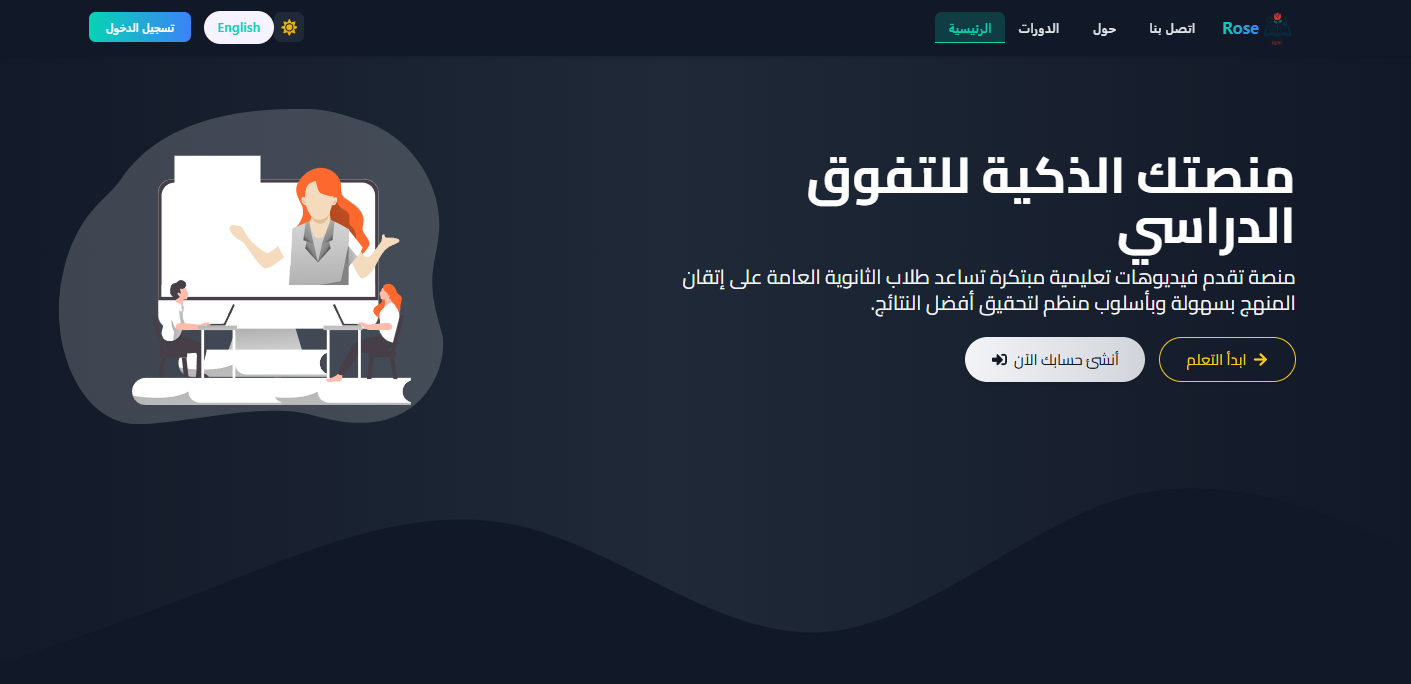 Rose
اتصل بنا
حول
الدورات
الرئيسية
English
تسجيل الدخول
منصتك الذكية للتفوق
الدراسي
منصة تقدم فيديوهات تعليمية مبتكرة تساعد طلاب الثانوية العامة على إتقان
المنهج بسهولة وبأسلوب منظم لتحقيق أفضل النتائج.
ابدأ التعلم
أنشئ حسابك الآن